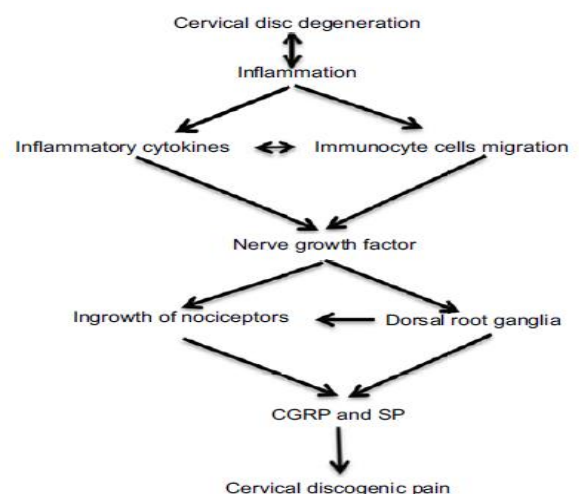 Cervical disc degeneration
Inflammation
Inflammatory cytokines
Immunocyte cells migration
Nerve growth factor
Ingrowth of nociceptors
Dorsal root ganglia
CGRP and SP
Cervical discogenic pain